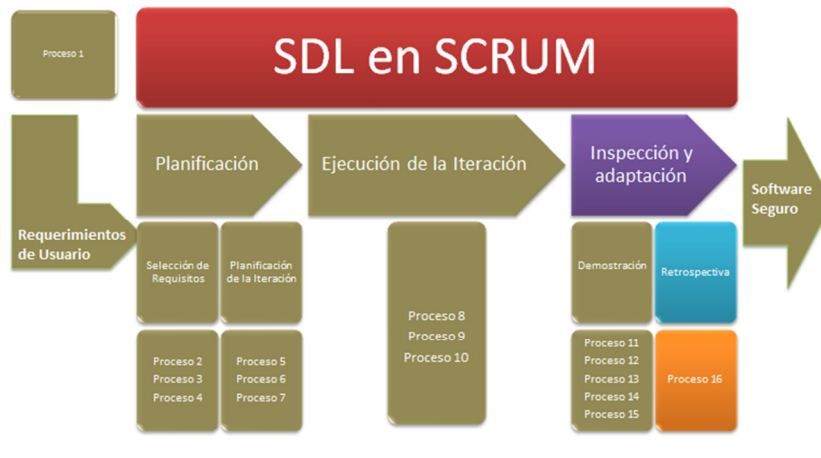 Proceso 1
SDL en SCRUM
Requerimientos
de Usuario
Planificación
Ejecución de la Iteración
Inspección y
adaptación
Software
Seguro
Selección de
Requisitos
Planificación
de la Iteración
Demostración
Retrospectiva
Proceso 2
Proceso 3
Proceso 4
Proceso 5
Proceso 6
Proceso 7
Proceso 8
Proceso 9
Proceso 10
Proceso 11
Proceso 12
Proceso 13
Proceso 14
Proceso 15
Proceso 16